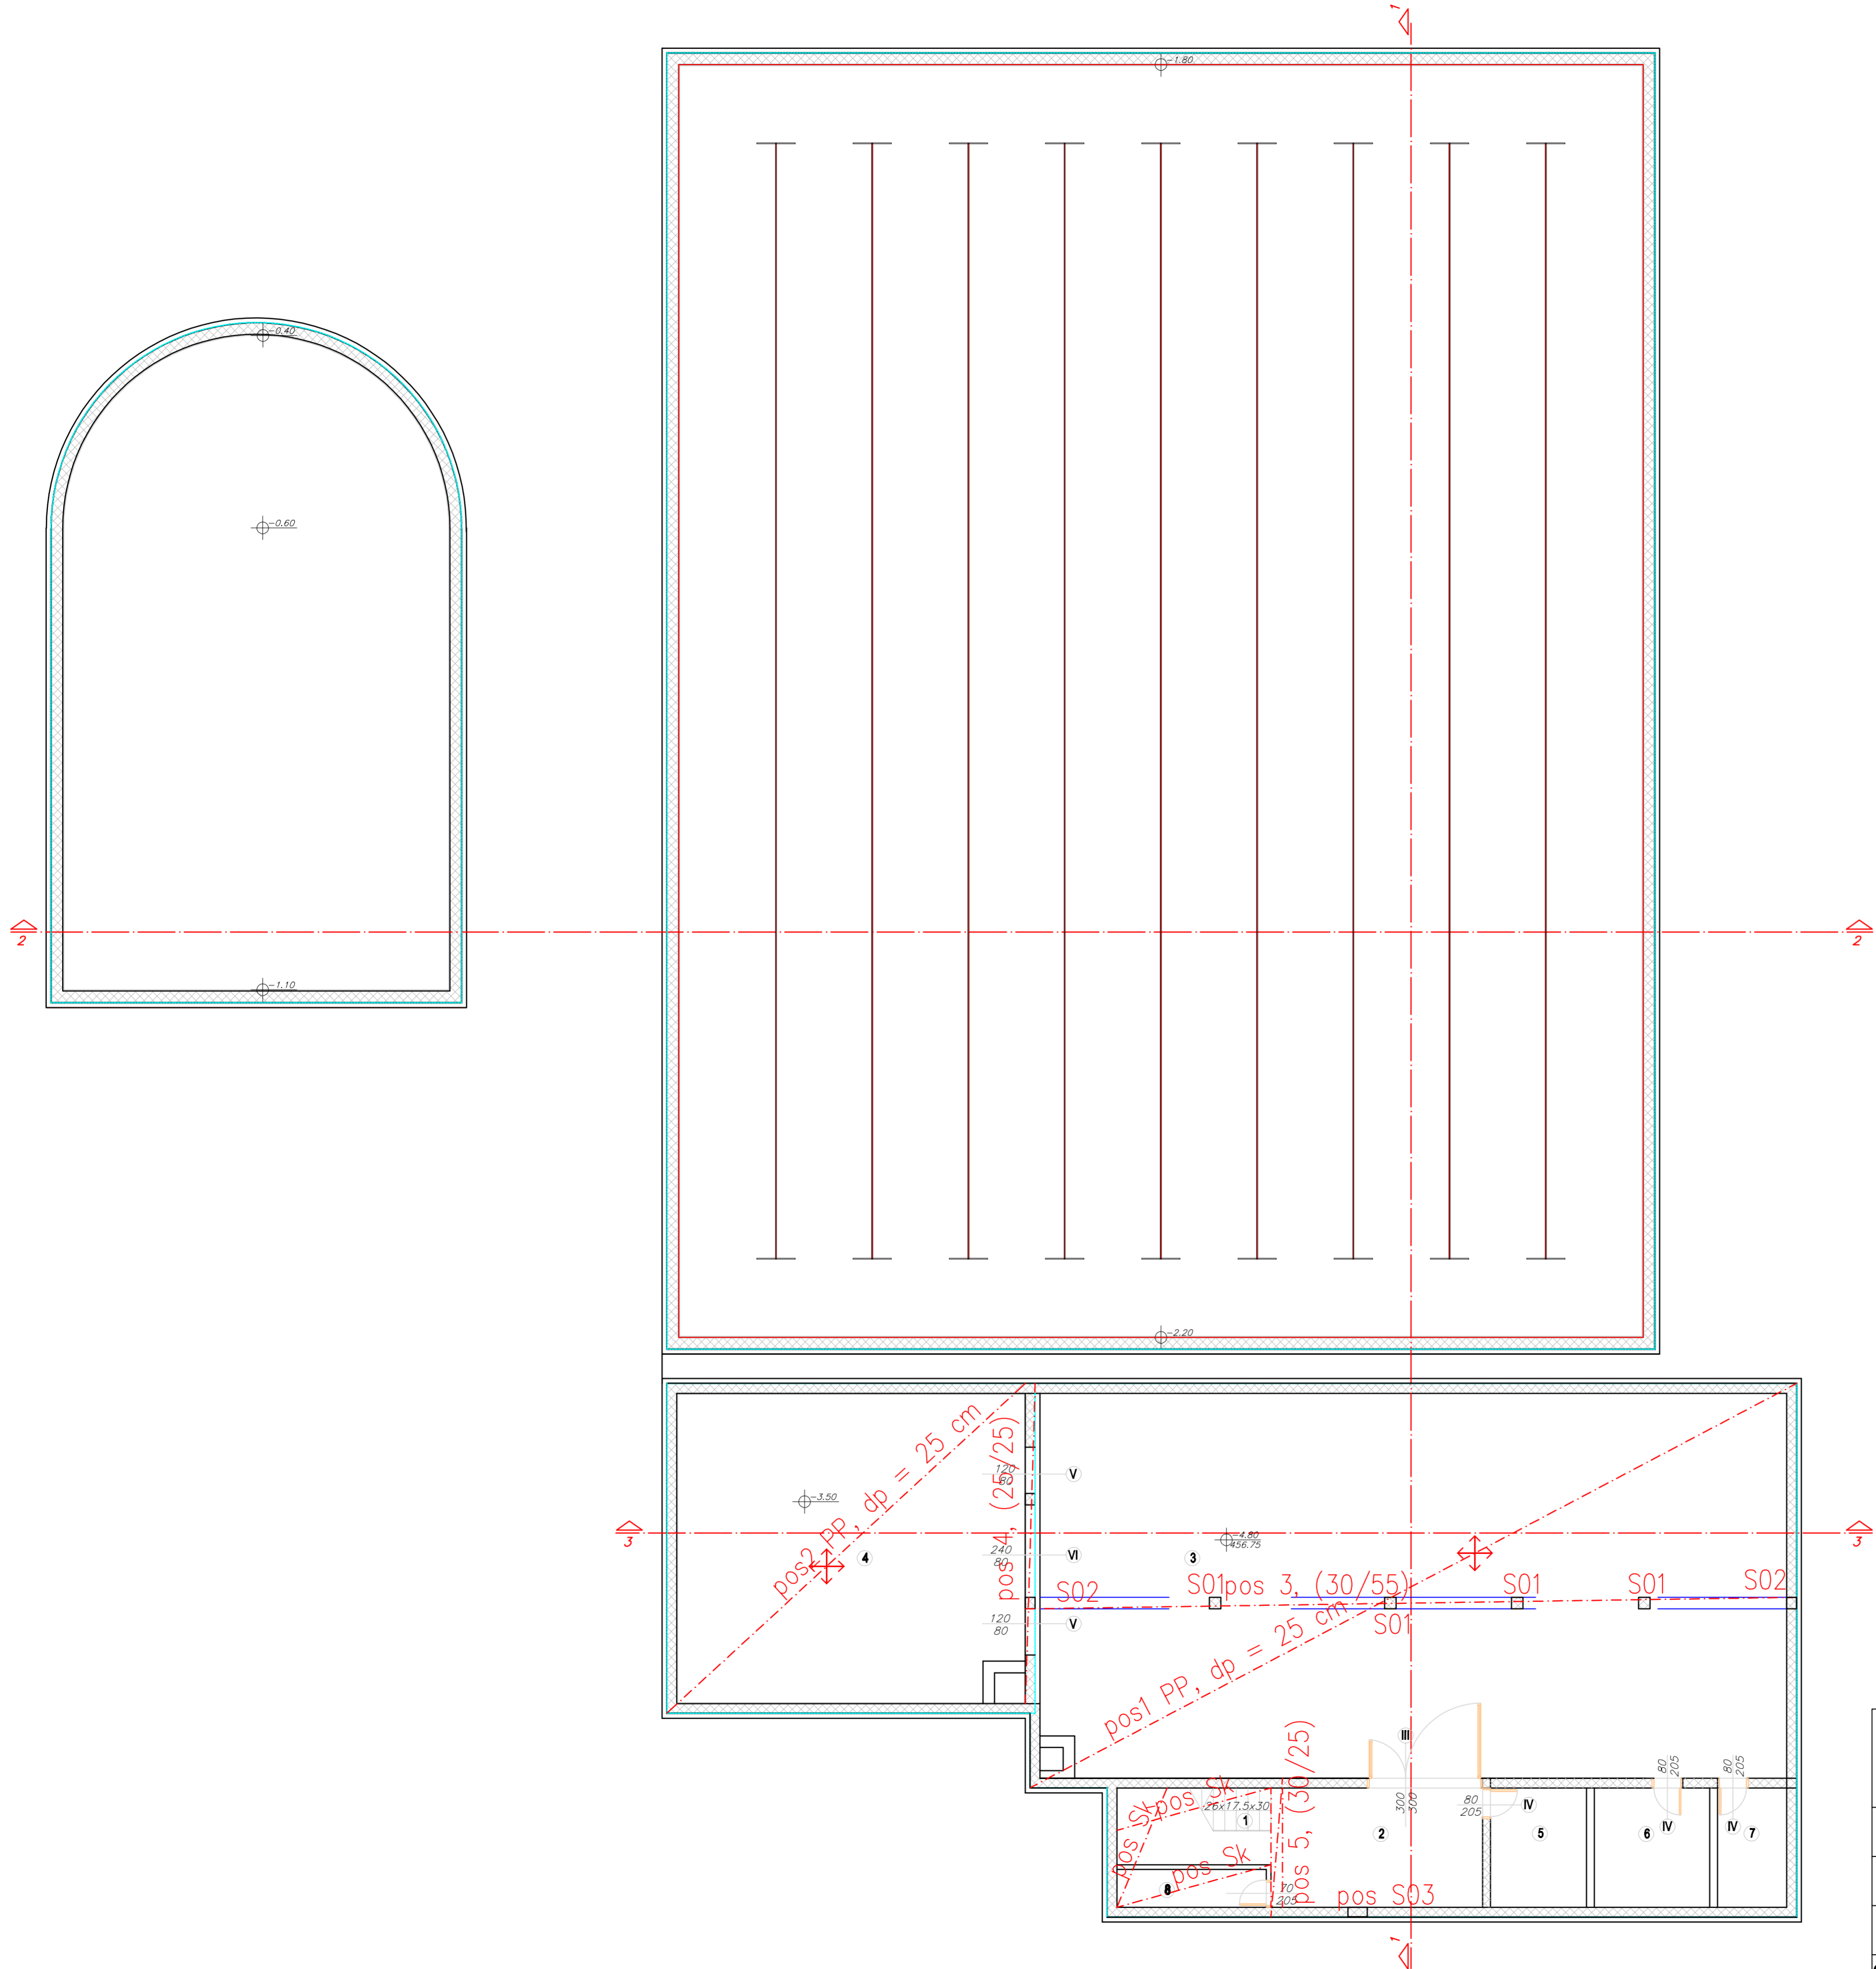 1
-1.80
-0.40
-0.60
2
2
-1.10
-2.20
pos2 PP, dp = 25 cm
pos 4, (25/25)
120
80
V
-3.50
3
3
-4.80
456.75
240
80
VI
4
3
S02
S01
pos 3, (30/55)
S01
S01
S01
S02
120
80
V
pos1 PP, dp = 25 cm
III
300
300
80
205
80
205
pos Sk
pos Sk
26x17.5x30
1
pos 5, (30/25)
2
80
205
IV
5
6
IV
IV
7
pos Sk
8
70
205
pos S03
1